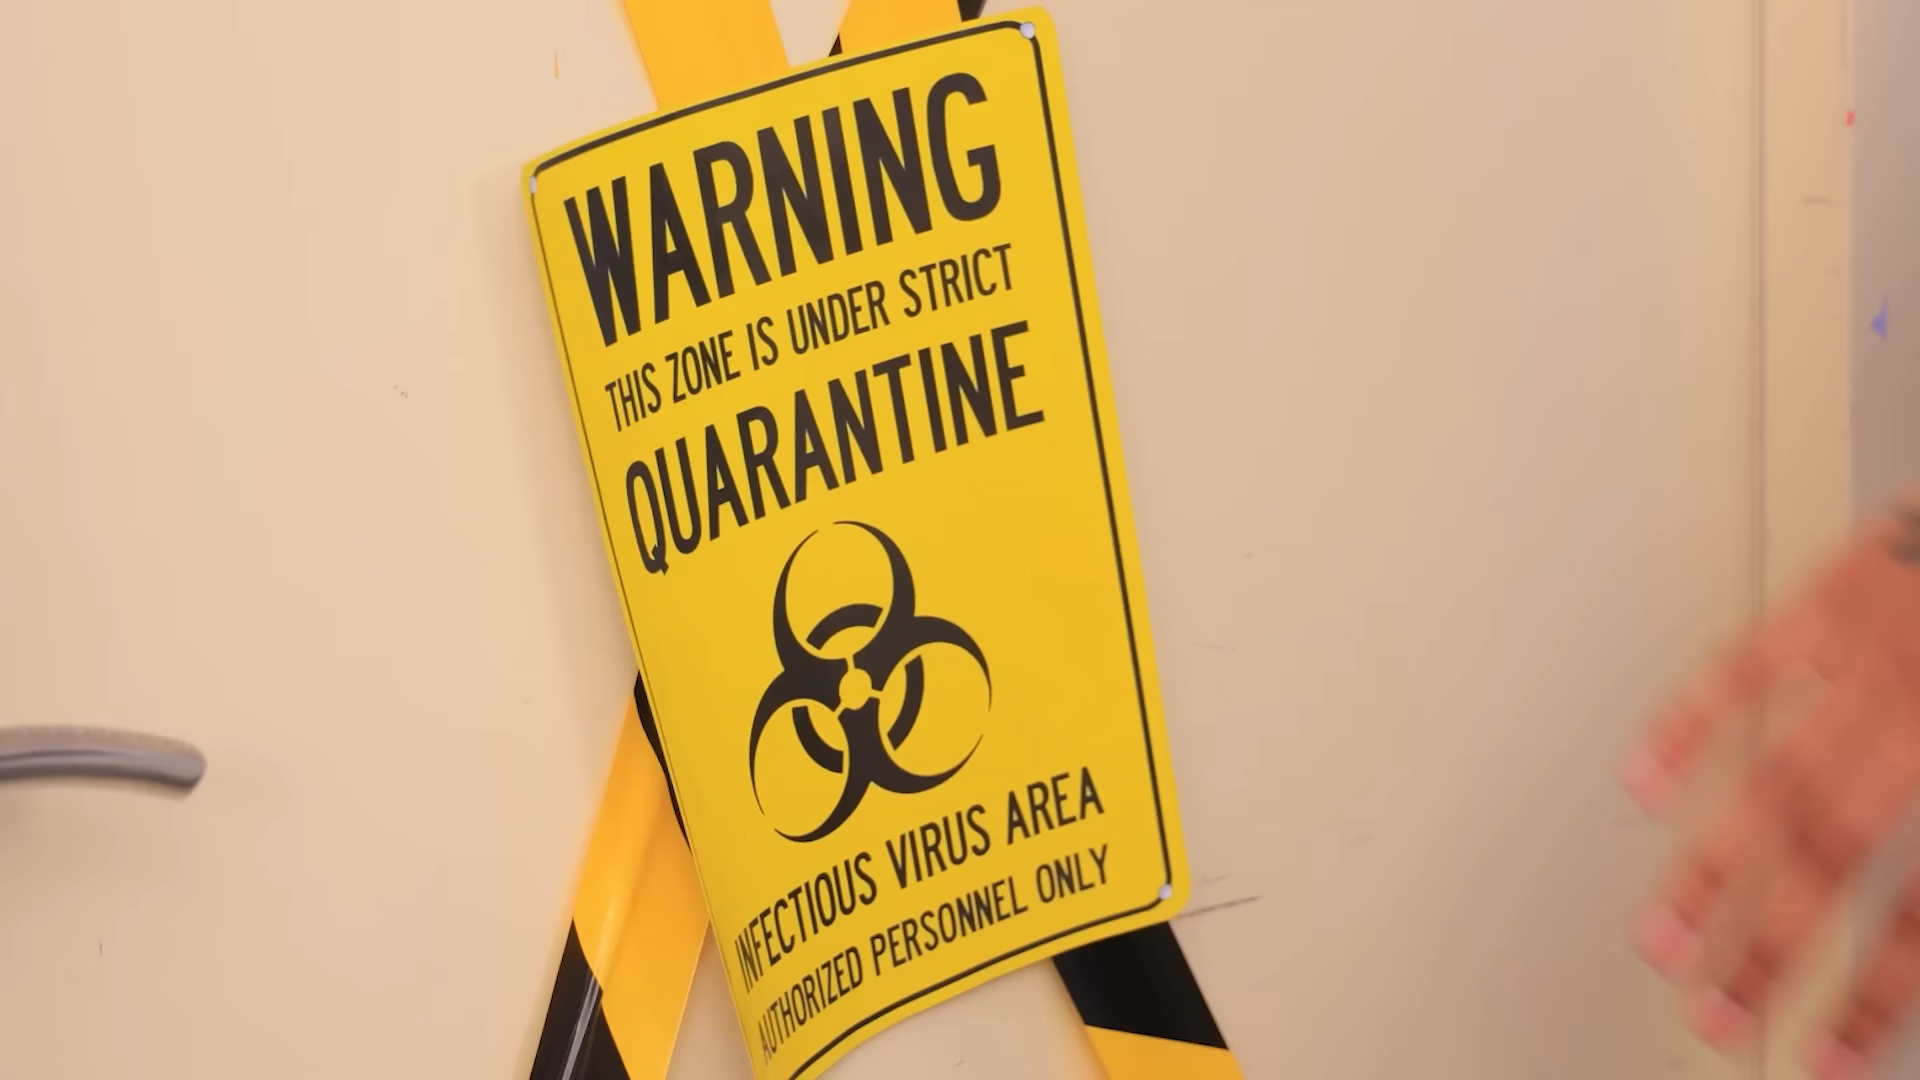 WARNING
THIS ZONE IS UNDER STRICT
QUARANTINE
INFECTIOUS VIRUS AREA
AUTHORIZED PERSONNEL ONLY